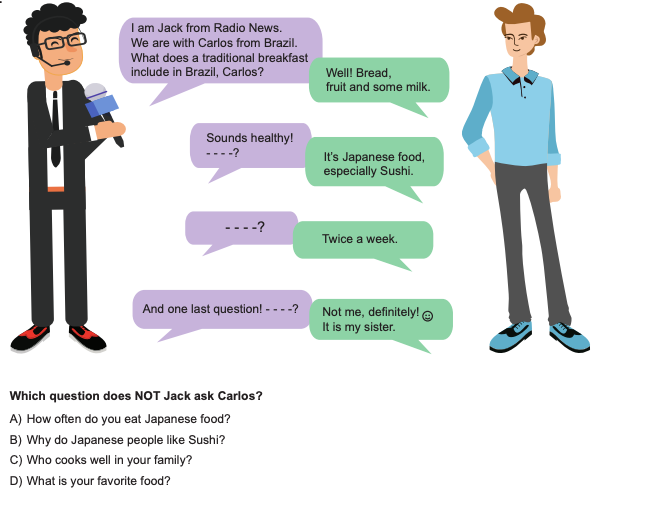 I am Jack from Radio News.
We are with Carlos from Brazil.
What does a traditional breakfast
include in Brazil, Carlos?
Well! Bread,
fruit and some milk.
Sounds healthy!
- - - -?
It's Japanese food,
especially Sushi.
- - - -?
Twice a week.
And one last question! - - - -?
Not me, definitely! ☺
It is my sister.
Which question does NOT Jack ask Carlos?
A) How often do you eat Japanese food?
B) Why do Japanese people like Sushi?
C) Who cooks well in your family?
D) What is your favorite food?